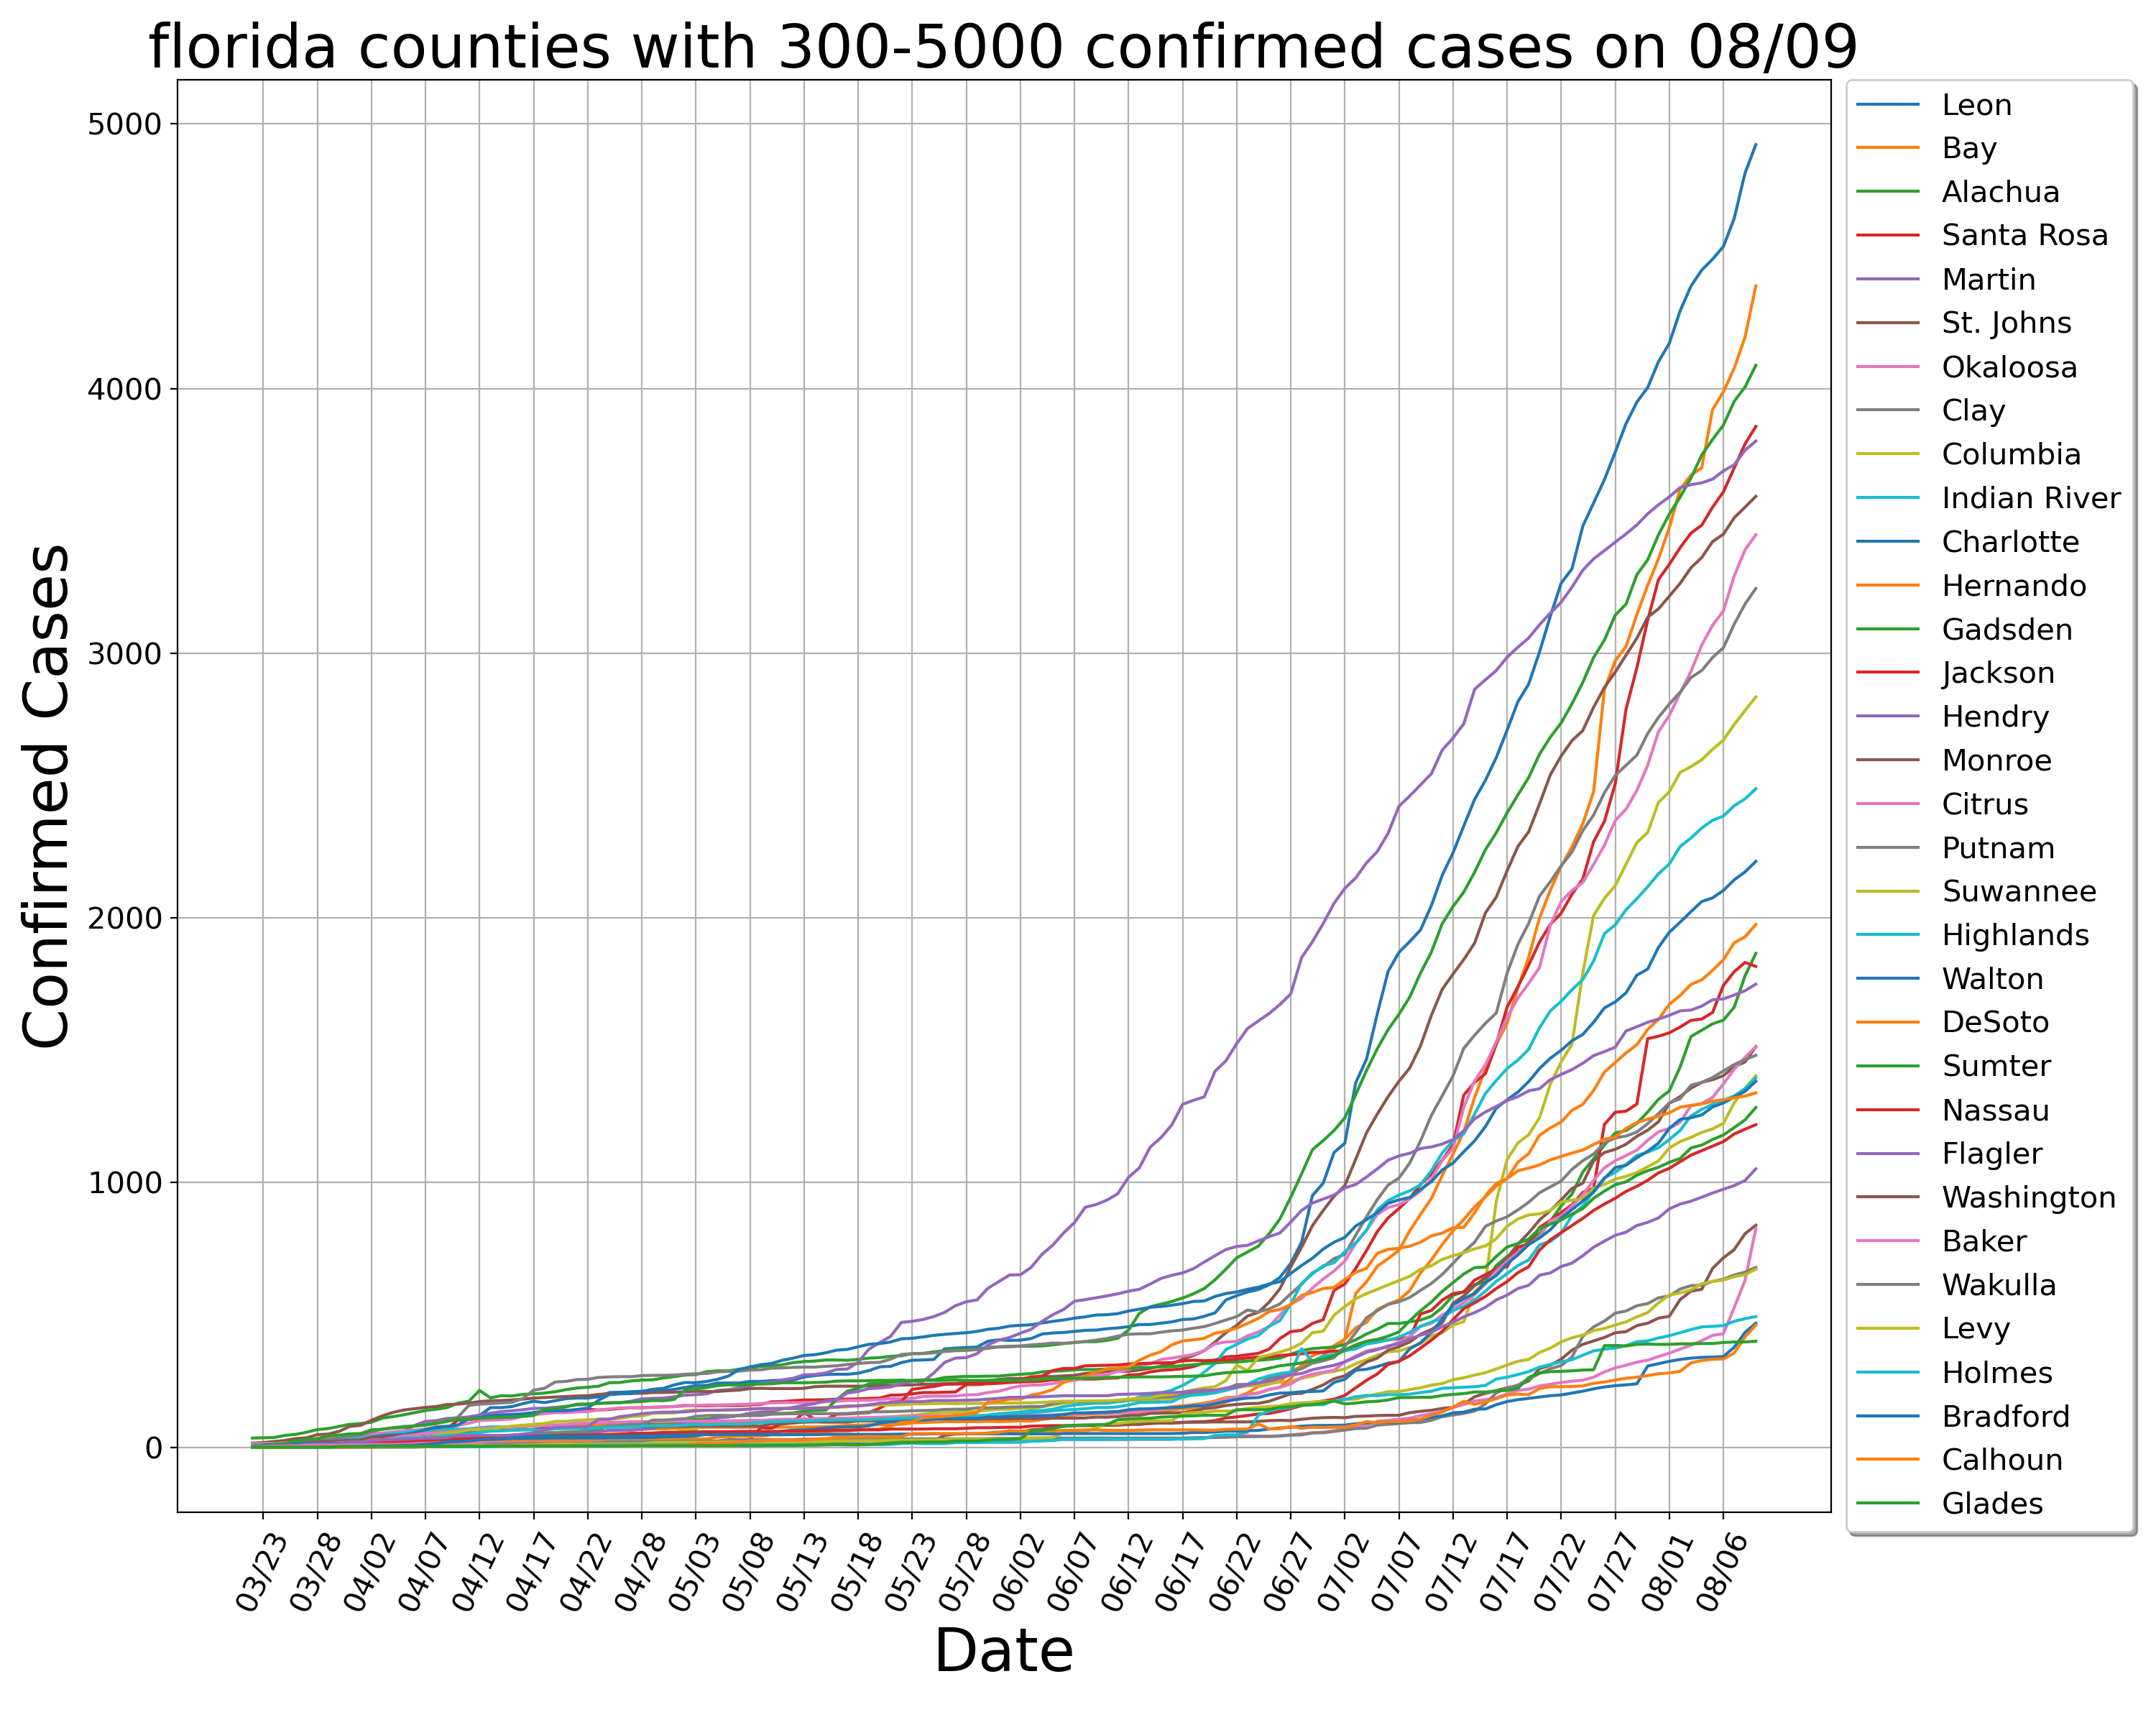 florida counties with 300-5000 confirmed cases on 08/09
Confirmed Cases
5000
4000
3000
2000
1000
0
03/23
03/28
04/02
04/07
04/12
04/17
04/22
04/28
05/03
05/08
05/13
05/18
05/23
05/28
06/02
06/07
06/12
06/17
06/22
06/27
07/02
07/07
07/12
07/17
07/22
07/27
08/01
08/06
Date
Leon
Bay
Alachua
Santa Rosa
Martin
St. Johns
Okaloosa
Clay
Columbia
Indian River
Charlotte
Hernando
Gadsden
Jackson
Hendry
Monroe
Citrus
Putnam
Suwannee
Highlands
Walton
DeSoto
Sumter
Nassau
Flagler
Washington
Baker
Wakulla
Levy
Holmes
Bradford
Calhoun
Glades